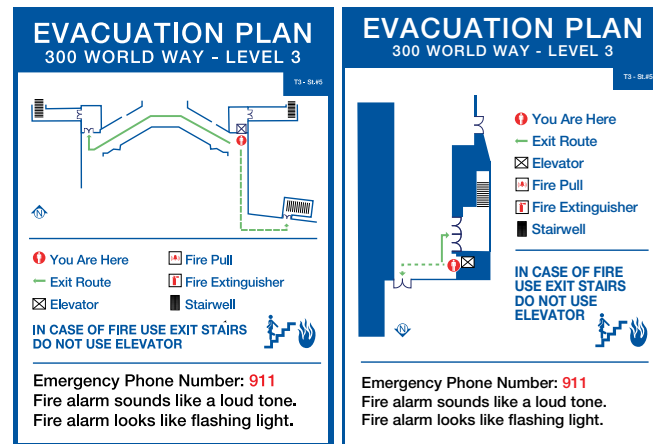 EVACUATION PLAN
300 WORLD WAY - LEVEL 3
T3 - St.#5
N
You Are Here
Exit Route
Elevator
Fire Pull
Fire Extinguisher
Stairwell
IN CASE OF FIRE USE EXIT STAIRS
DO NOT USE ELEVATOR
Emergency Phone Number: 911
Fire alarm sounds like a loud tone.
Fire alarm looks like flashing light.
EVACUATION PLAN
300 WORLD WAY - LEVEL 3
T3 - St.#5
You Are Here
Exit Route
Elevator
Fire Pull
Fire Extinguisher
Stairwell
IN CASE OF FIRE
USE EXIT STAIRS
DO NOT USE
ELEVATOR
N
Emergency Phone Number: 911
Fire alarm sounds like a loud tone.
Fire alarm looks like flashing light.